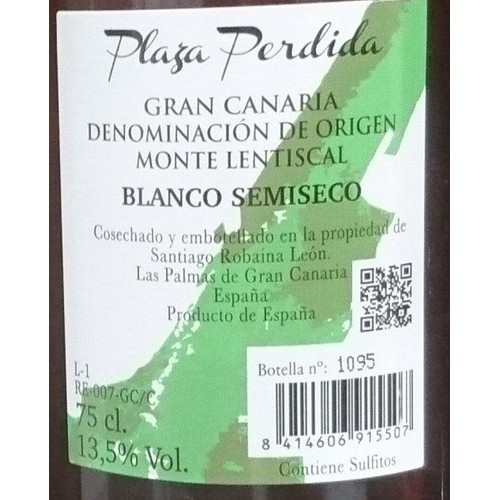 Plaza Perdida
GRAN CANARIA
DENOMINACIÓN DE ORIGEN
MONTE LENTISCAL
BLANCO SEMISECO
Cosechado y embotellado en la propiedad de
Santiago Robaina León.
Las Palmas de Gran Canaria
España
Producto de España
L-1
RE-007-GC/C
75 cl.
13,5% Vol.
Botella nº: 1095
8 414606 915507
Contiene Sulfitos